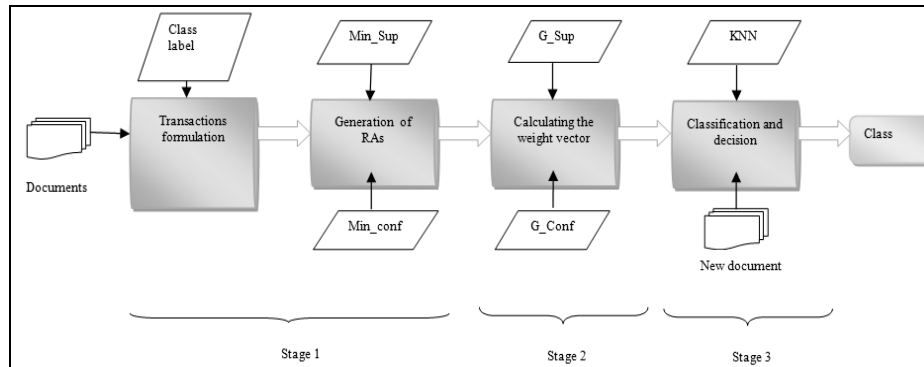 Class
label
Min_Sup
G_Sup
KNN
Transactions
formulation
Generation of
RAs
Calculating the
weight vector
Classification and
decision
Class
Documents
Min_conf
G_Conf
New document
Stage 1
Stage 2
Stage 3